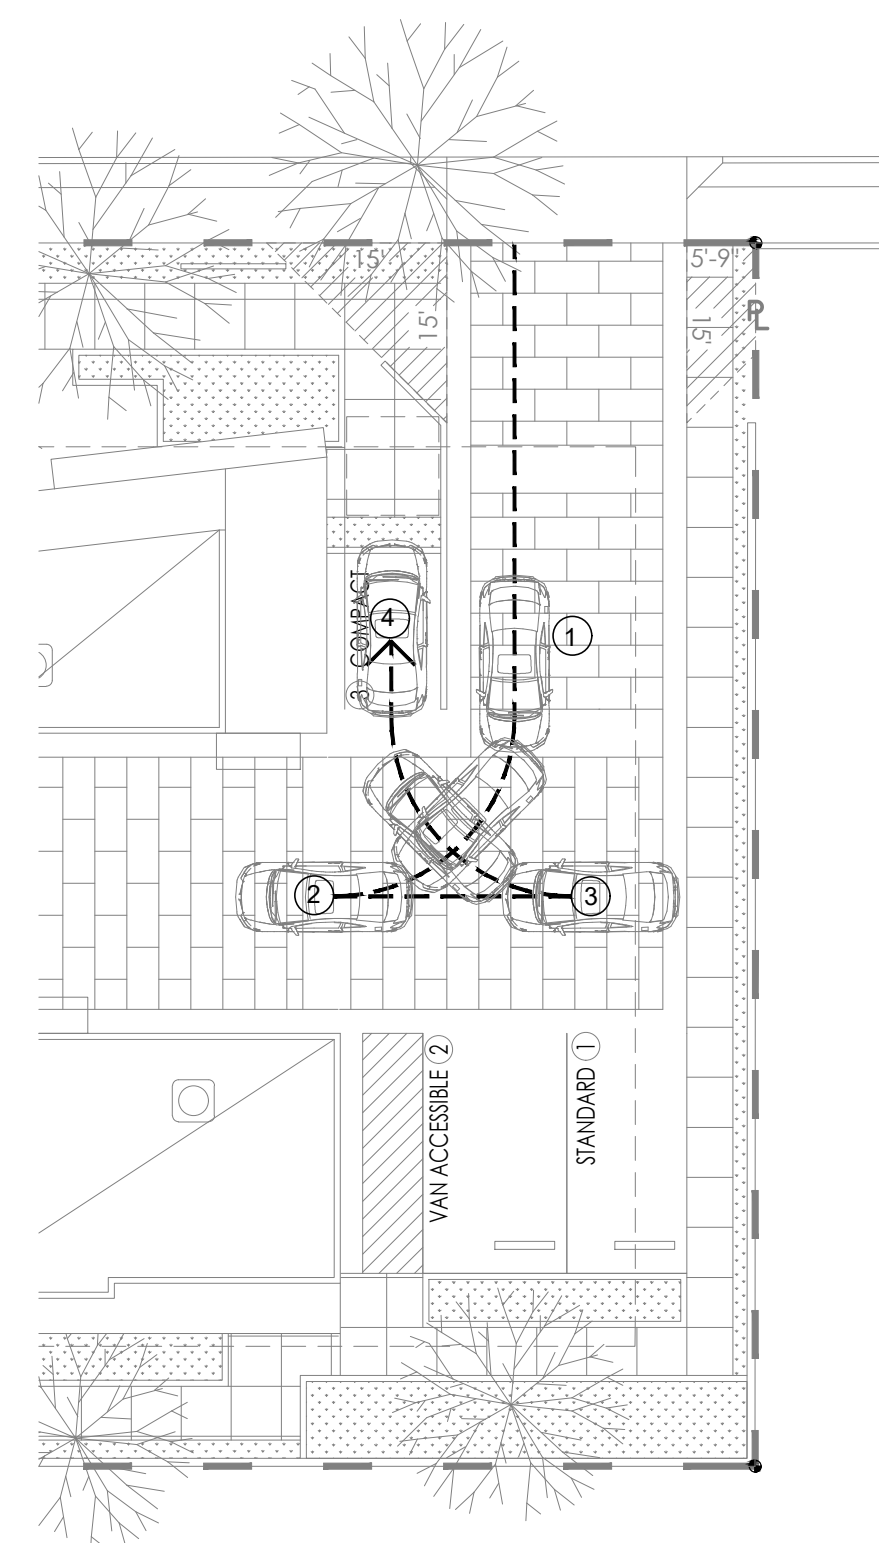 15'
5'-9"
15'
15'
PL
3 COMPACT
4
1
2
3
VAN ACCESSIBLE 2
STANDARD 1